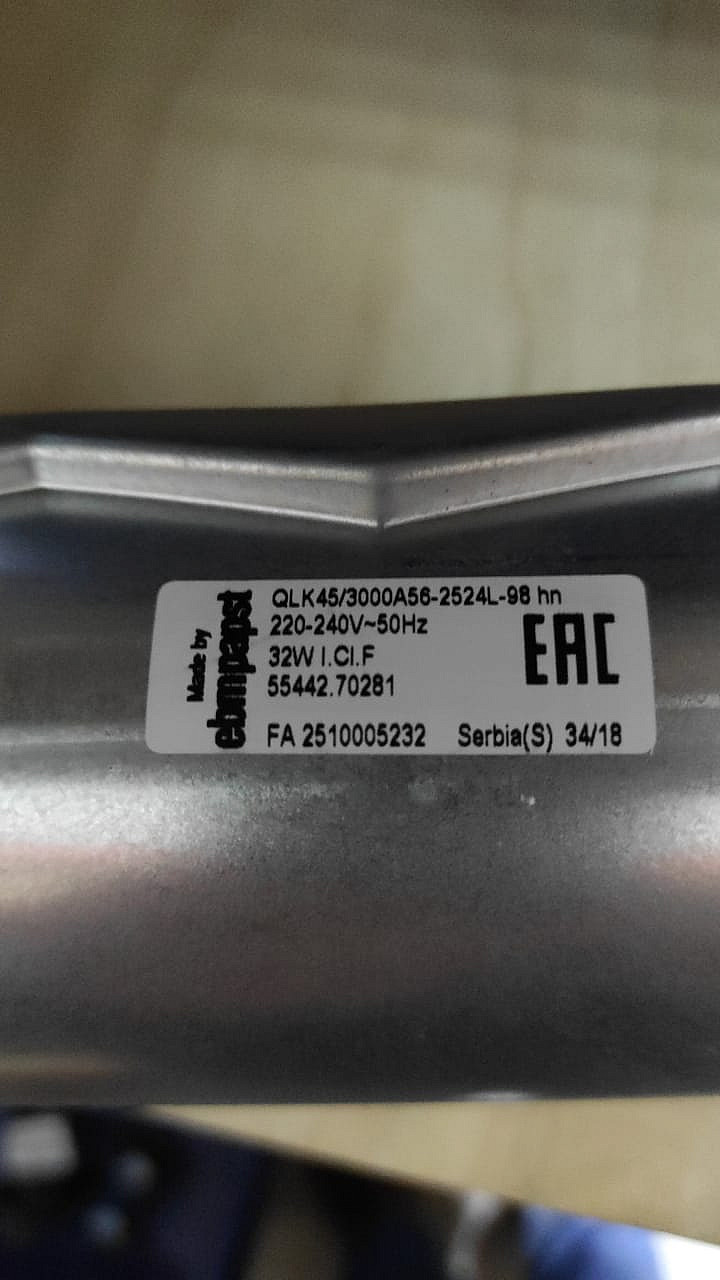 Made by
ebmpapst
QLK45/3000A56-2524L-98 hn
220-240V~50Hz
32W I.Cl.F
55442.70281
EAC
FA 2510005232 Serbia(S) 34/18